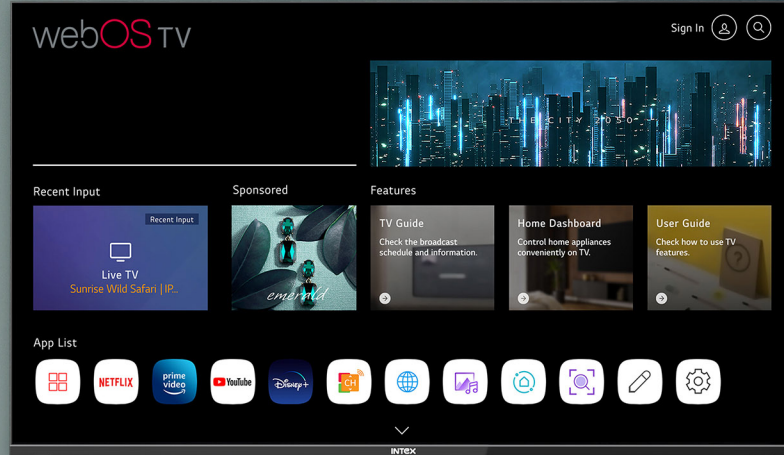 webOS TV
Sign In
THE CITY 2050
Recent Input
Sponsored
Features
Recent Input
Live TV
Sunrise Wild Safari | IP...
emerald
TV Guide
Check the broadcast
schedule and information.
Home Dashboard
Control home appliances
conveniently on TV.
User Guide
Check how to use TV
features.
App List
NETFLIX
prime
video
YouTube
Disney+
CH
INTEX